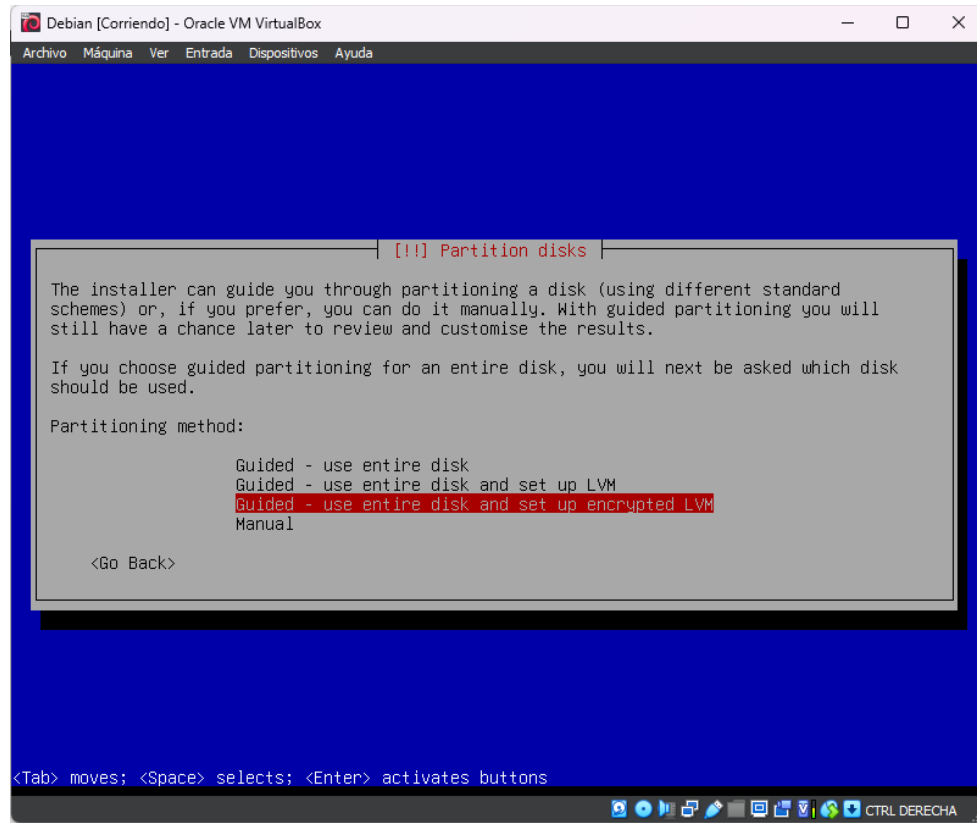 Debian [Corriendo] - Oracle VM VirtualBox
Archivo Máquina Ver Entrada Dispositivos Ayuda
[!!] Partition disks
The installer can guide you through partitioning a disk (using different standard
schemes) or, if you prefer, you can do it manually. With guided partitioning you will
still have a chance later to review and customise the results.
If you choose guided partitioning for an entire disk, you will next be asked which disk
should be used.
Partitioning method:
Guided - use entire disk
Guided - use entire disk and set up LVM
Guided - use entire disk and set up encrypted LVM
Manual
<Go Back>
<Tab> moves; <Space> selects; <Enter> activates buttons
CTRL DERECHA